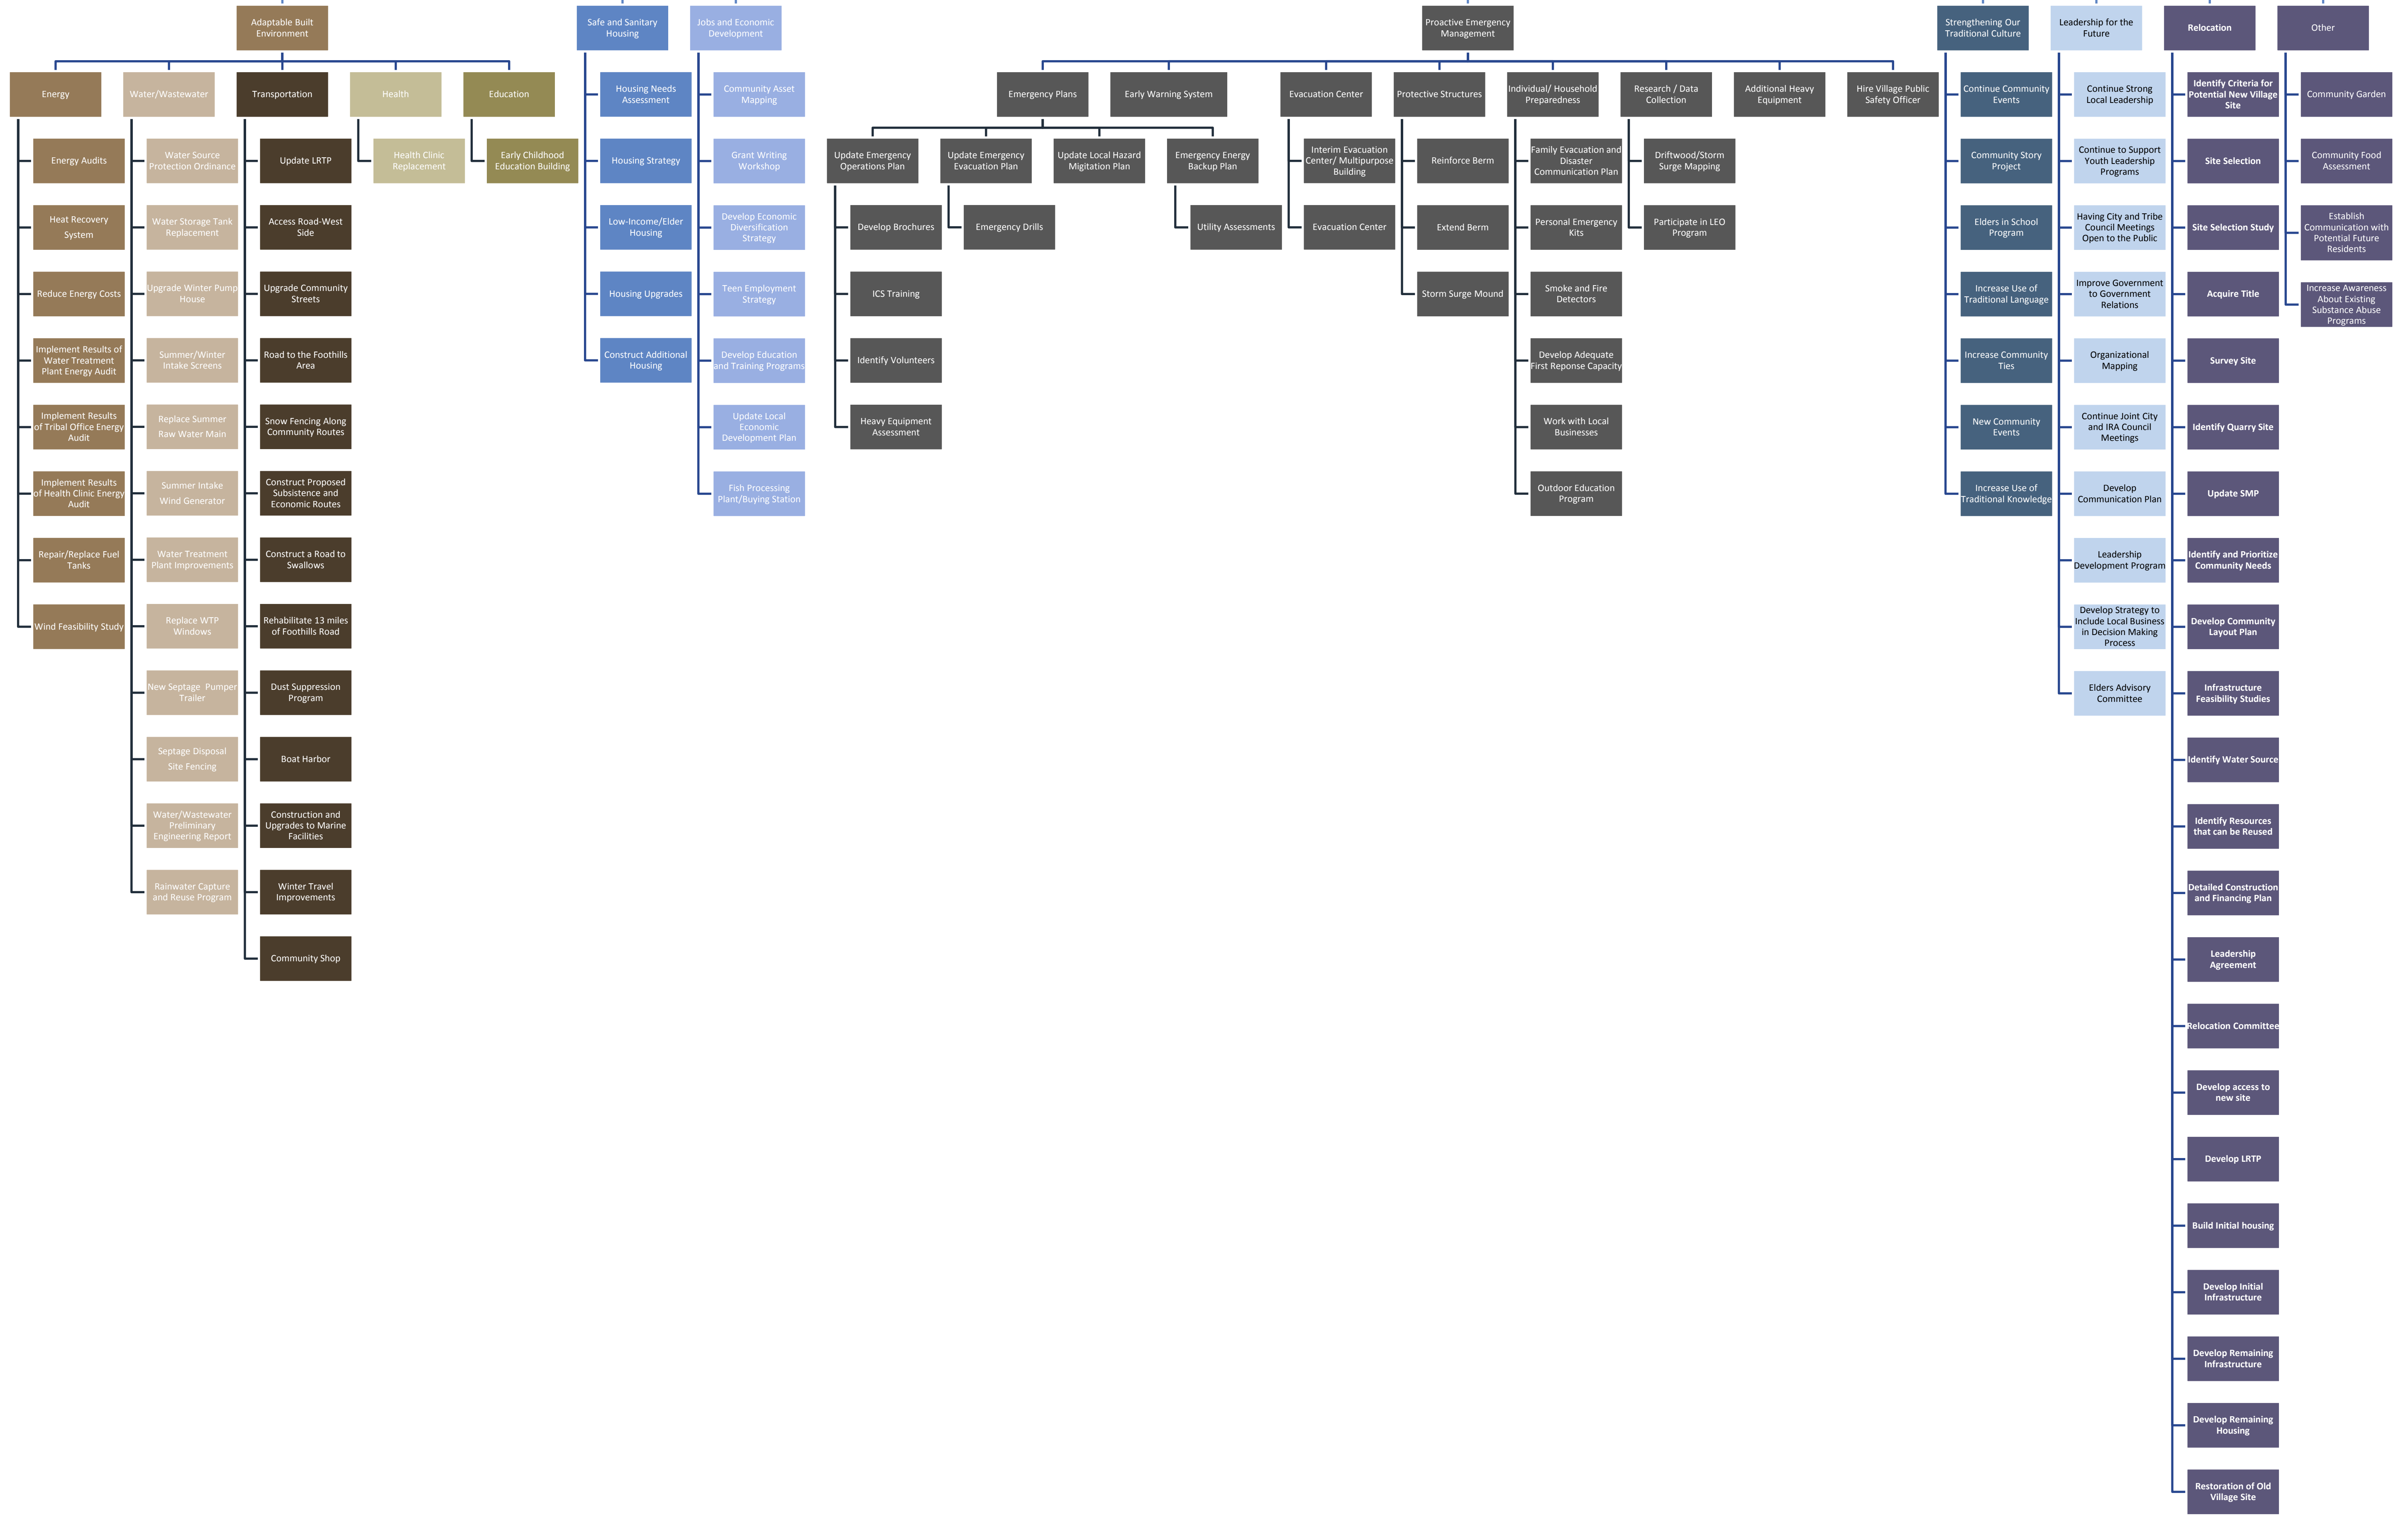 Adaptable Built
Environment
Safe and Sanitary
Housing
Jobs and Economic
Development
Proactive Emergency
Management
Strengthening Our
Traditional Culture
Leadership for the
Future
Relocation
Other
Energy
Water/Wastewater
Transportation
Health
Education
Energy Audits
Heat Recovery
System
Reduce Energy Costs
Implement Results of
Water Treatment
Plant Energy Audit
Implement Results
of Tribal Office Energy
Audit
Implement Results
of Health Clinic Energy
Audit
Repair/Replace Fuel
Tanks
Wind Feasibility Study
Water Source
Protection Ordinance
Water Storage Tank
Replacement
Upgrade Winter Pump
House
Summer/Winter
Intake Screens
Replace Summer
Raw Water Main
Summer Intake
Wind Generator
Water Treatment
Plant Improvements
Replace WTP
Windows
New Septage Pumper
Trailer
Septage Disposal
Site Fencing
Water/Wastewater
Preliminary
Engineering Report
Rainwater Capture
and Reuse Program
Update LRTP
Access Road-West
Side
Upgrade Community
Streets
Road to the Foothills
Area
Snow Fencing Along
Community Routes
Construct Proposed
Subsistence and
Economic Routes
Construct a Road to
Swallows
Rehabilitate 13 miles
of Foothills Road
Dust Suppression
Program
Boat Harbor
Construction and
Upgrades to Marine
Facilities
Winter Travel
Improvements
Community Shop
Health Clinic
Replacement
Early Childhood
Education Building
Housing Needs
Assessment
Housing Strategy
Low-Income/Elder
Housing
Housing Upgrades
Construct Additional
Housing
Community Asset
Mapping
Grant Writing
Workshop
Develop Economic
Diversification
Strategy
Teen Employment
Strategy
Develop Education
and Training Programs
Update Local
Economic
Development Plan
Fish Processing
Plant/Buying Station
Emergency Plans
Early Warning System
Evacuation Center
Protective Structures
Individual/ Household
Preparedness
Research / Data
Collection
Additional Heavy
Equipment
Hire Village Public
Safety Officer
Update Emergency
Operations Plan
Develop Brochures
ICS Training
Identify Volunteers
Heavy Equipment
Assessment
Update Emergency
Evacuation Plan
Emergency Drills
Update Local Hazard
Migitation Plan
Emergency Energy
Backup Plan
Utility Assessments
Interim Evacuation
Center/ Multipurpose
Building
Evacuation Center
Reinforce Berm
Extend Berm
Storm Surge Mound
Family Evacuation and
Disaster
Communication Plan
Personal Emergency
Kits
Smoke and Fire
Detectors
Develop Adequate
First Reponse Capacity
Work with Local
Businesses
Outdoor Education
Program
Driftwood/Storm
Surge Mapping
Participate in LEO
Program
Continue Community
Events
Community Story
Project
Elders in School
Program
Increase Use of
Traditional Language
Increase Community
Ties
New Community
Events
Increase Use of
Traditional Knowledge
Continue Strong
Local Leadership
Continue to Support
Youth Leadership
Programs
Having City and Tribe
Council Meetings
Open to the Public
Improve Government
to Government
Relations
Organizational
Mapping
Continue Joint City
and IRA Council
Meetings
Develop
Communication Plan
Leadership
Development Program
Develop Strategy to
Include Local Business
in Decision Making
Process
Elders Advisory
Committee
Identify Criteria for
Potential New Village
Site
Site Selection
Site Selection Study
Acquire Title
Survey Site
Identify Quarry Site
Update SMP
Identify and Prioritize
Community Needs
Develop Community
Layout Plan
Infrastructure
Feasibility Studies
Identify Water Source
Identify Resources
that can be Reused
Detailed Construction
and Financing Plan
Leadership
Agreement
Relocation Committee
Develop access to
new site
Develop LRTP
Build Initial housing
Develop Initial
Infrastructure
Develop Remaining
Infrastructure
Develop Remaining
Housing
Restoration of Old
Village Site
Community Garden
Community Food
Assessment
Establish
Communication with
Potential Future
Residents
Increase Awareness
About Existing
Substance Abuse
Programs